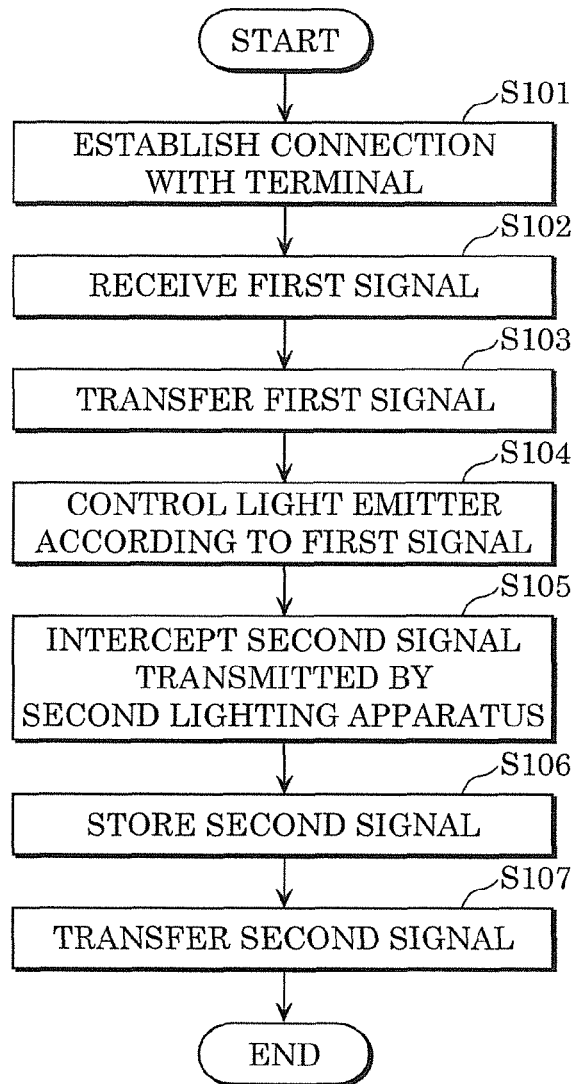 START
S101
ESTABLISH CONNECTION
WITH TERMINAL
S102
RECEIVE FIRST SIGNAL
S103
TRANSFER FIRST SIGNAL
S104
CONTROL LIGHT EMITTER
ACCORDING TO FIRST SIGNAL
S105
INTERCEPT SECOND SIGNAL
TRANSMITTED BY
SECOND LIGHTING APPARATUS
S106
STORE SECOND SIGNAL
S107
TRANSFER SECOND SIGNAL
END